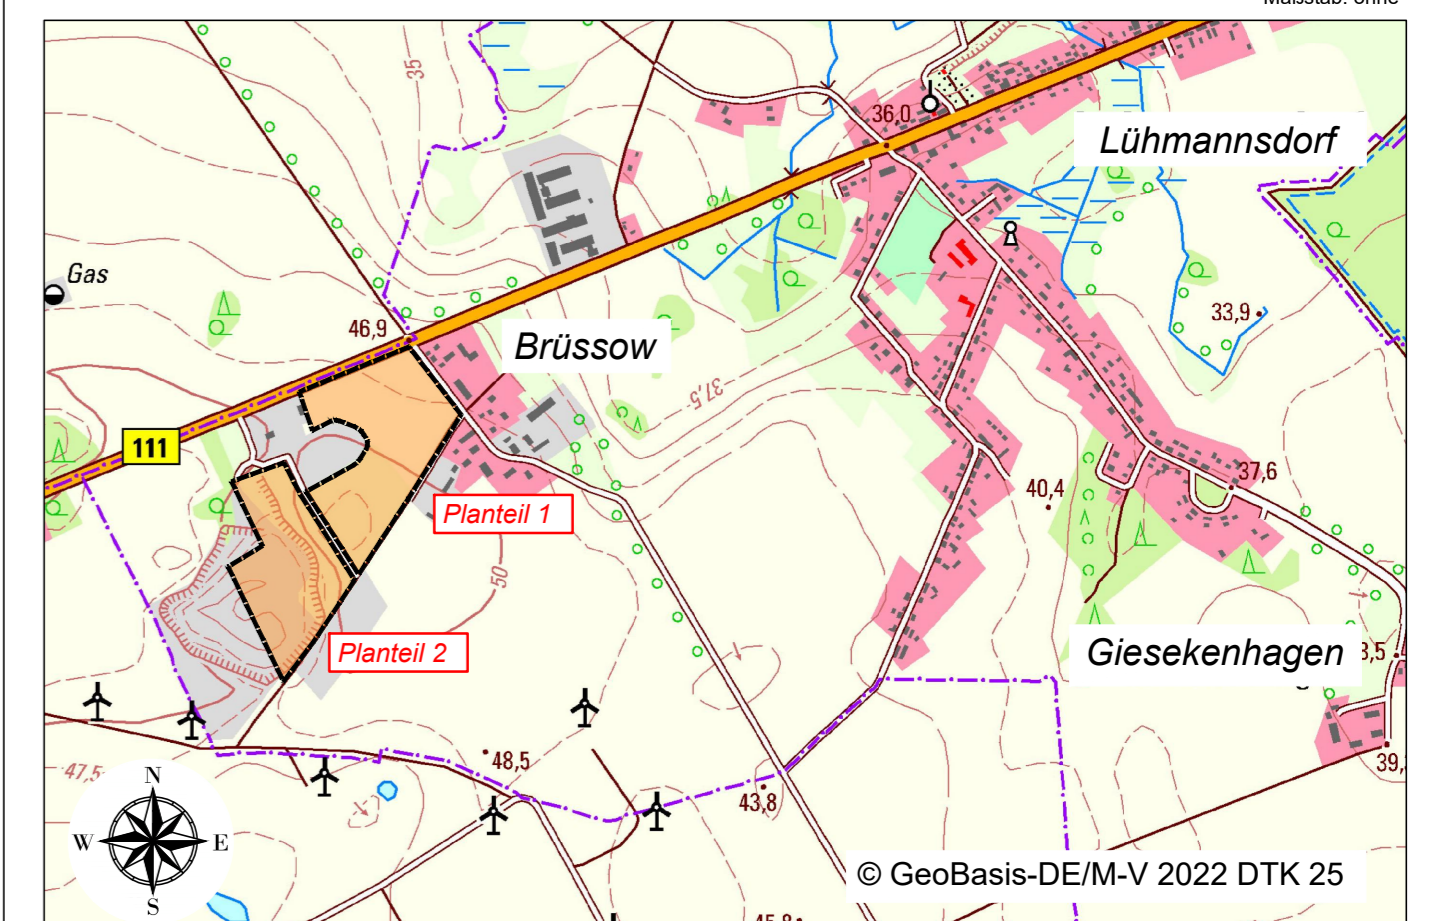 Maßstab: ohne
35
36,0
Lühmannsdorf
Gas
46,9
Brüssow
33,9
37,5
111
Planteil 1
40,4
37,6
50
Planteil 2
Giesekenhagen
3,5
48,5
47,5
43,8
39,
N
W
E
S
© GeoBasis-DE/M-V 2022 DTK 25
45,8